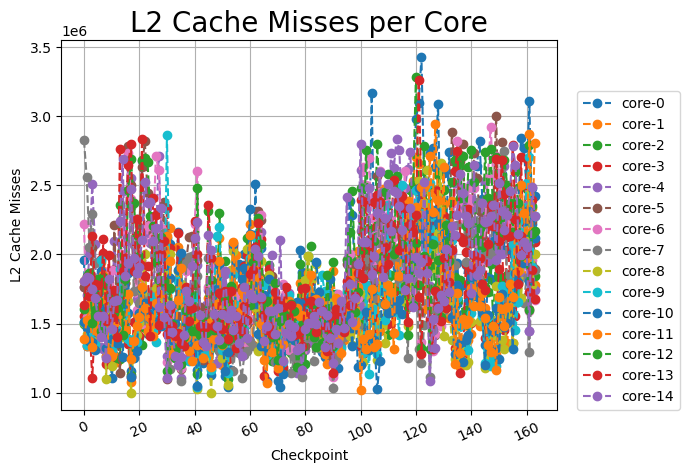 L2 Cache Misses per Core
1e6
3.5
3.0
2.5
2.0
1.5
1.0
L2 Cache Misses
0 20 40 60 80 100 120 140 160
Checkpoint
core-0
core-1
core-2
core-3
core-4
core-5
core-6
core-7
core-8
core-9
core-10
core-11
core-12
core-13
core-14